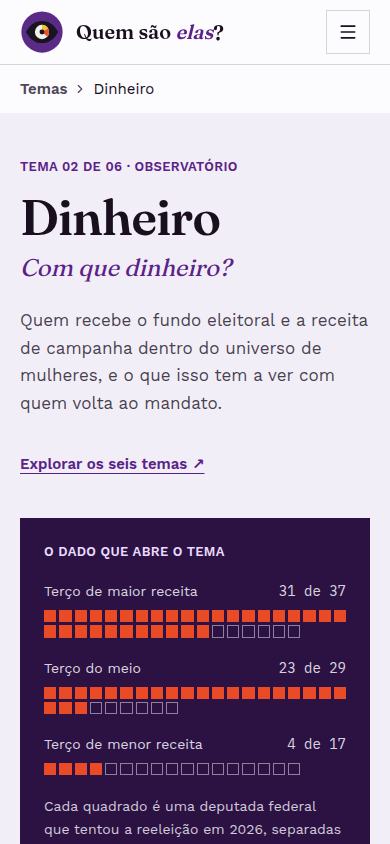 Quem são elas?
Temas > Dinheiro
TEMA 02 DE 06 · OBSERVATÓRIO
Dinheiro
Com que dinheiro?
Quem recebe o fundo eleitoral e a receita
de campanha dentro do universo de
mulheres, e o que isso tem a ver com
quem volta ao mandato.
Explorar os seis temas ↗
O DADO QUE ABRE O TEMA
Terço de maior receita 31 de 37
Terço do meio 23 de 29
Terço de menor receita 4 de 17
Cada quadrado é uma deputada federal
que tentou a reeleição em 2026, separadas